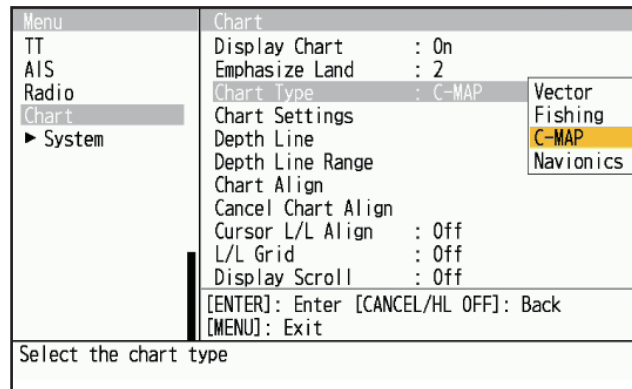 Menu
TT
AIS
Radio
Chart
► System
Chart
Display Chart : On
Emphasize Land : 2
Chart Type : C-MAP
Chart Settings
Depth Line
Depth Line Range
Chart Align
Cancel Chart Align
Cursor L/L Align : Off
L/L Grid : Off
Display Scroll : Off
Vector
Fishing
C-MAP
Navionics
[ENTER]: Enter [CANCEL/HL OFF]: Back
[MENU]: Exit
Select the chart type